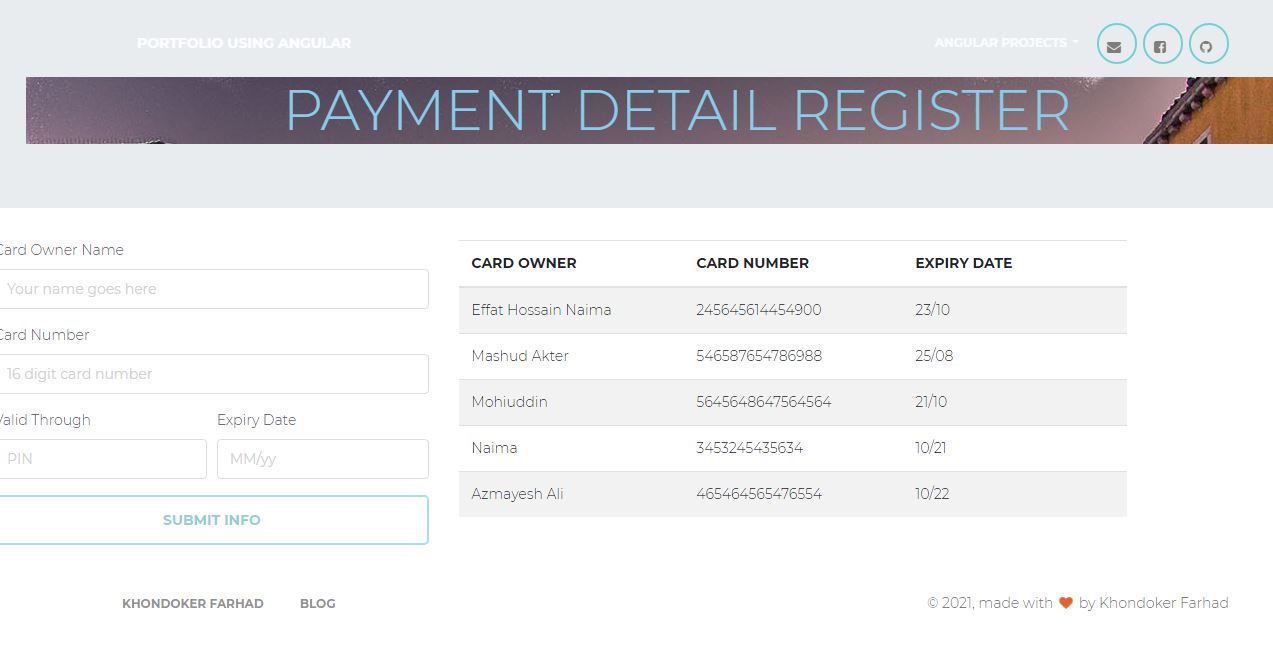 PORTFOLIO USING ANGULAR
ANGULAR PROJECTS
PAYMENT DETAIL REGISTER
Card Owner Name
Your name goes here
Card Number
16 digit card number
Valid Through
Expiry Date
PIN
MM/yy
SUBMIT INFO
CARD OWNER CARD NUMBER EXPIRY DATE
Effat Hossain Naima 245645614454900 23/10
Mashud Akter 546587654786988 25/08
Mohiuddin 5645648647564564 21/10
Naima 3453245435634 10/21
Azmayesh Ali 465464565476554 10/22
KHONDOKER FARHAD BLOG
© 2021, made with by Khondoker Farhad